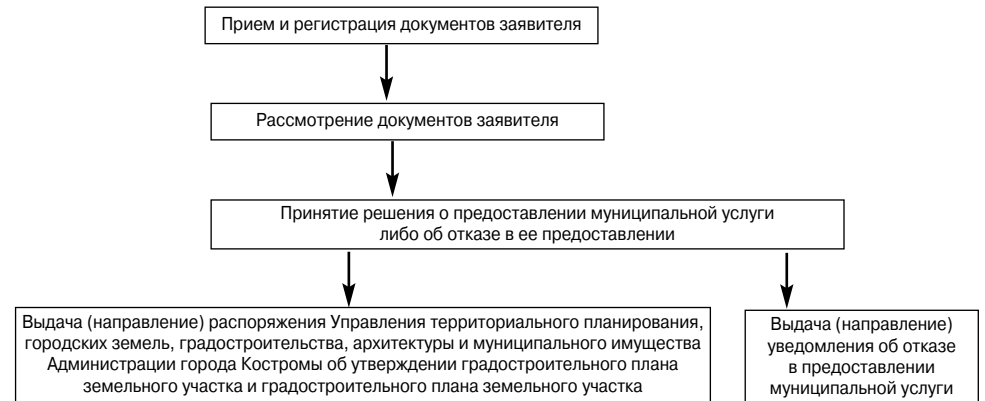 Прием и регистрация документов заявителя
Рассмотрение документов заявителя
Принятие решения о предоставлении муниципальной услуги
либо об отказе в ее предоставлении
Выдача (направление) распоряжения Управления территориального планирования,
городских земель, градостроительства, архитектуры и муниципального имущества
Администрации города Костромы об утверждении градостроительного плана
земельного участка и градостроительного плана земельного участка
Выдача (направление)
уведомления об отказе
в предоставлении
муниципальной услуги